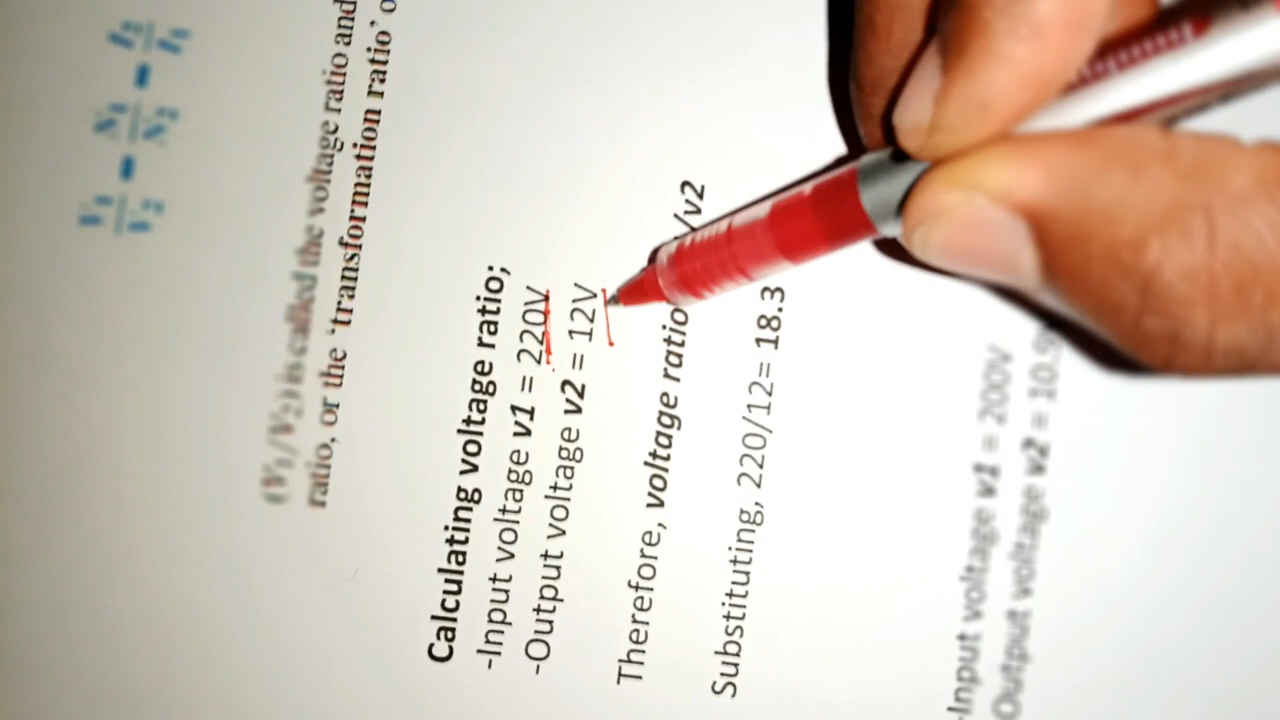 V1/V2 = N1/N2 = I2/I1
(V1/V2) is called the voltage ratio and
ratio, or the 'transformation ratio' o
Calculating voltage ratio;
-Input voltage v1 = 220V
-Output voltage v2 = 12V
Therefore, voltage ratio /v2
Substituting, 220/12= 18.3
-Input voltage v1 = 200V
Output voltage v2 = 10.9